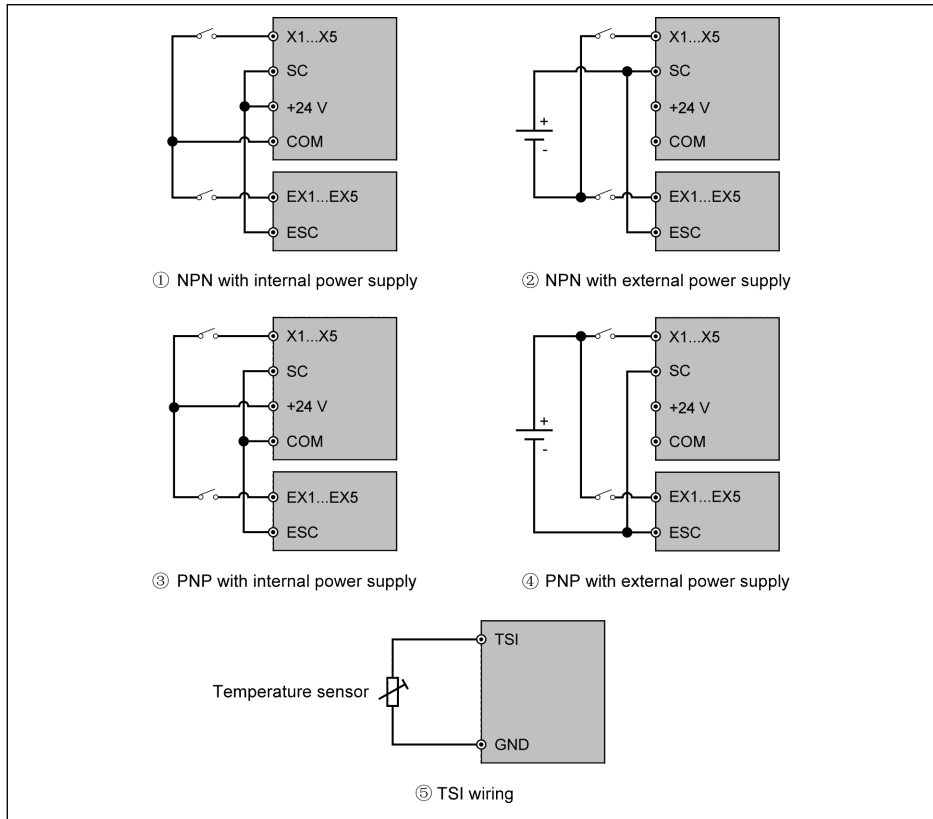 X1...X5
SC
+24 V
COM
EX1...EX5
ESC
① NPN with internal power supply
X1...X5
SC
+24 V
COM
+
-
EX1...EX5
ESC
② NPN with external power supply
X1...X5
SC
+24 V
COM
EX1...EX5
ESC
③ PNP with internal power supply
X1...X5
SC
+24 V
COM
+
-
EX1...EX5
ESC
④ PNP with external power supply
TSI
Temperature sensor
GND
⑤ TSI wiring